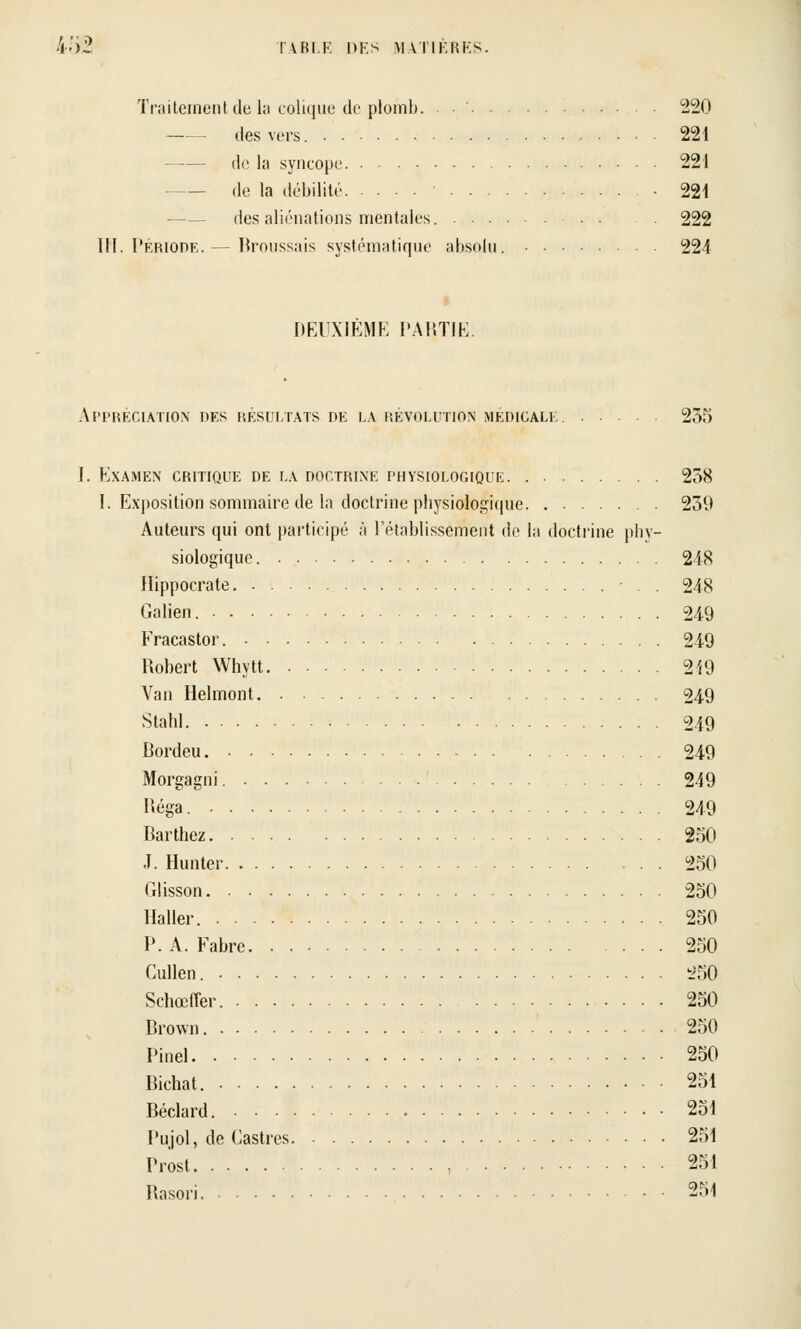 452 TABLE DES MATIÈRES.
Traitement de la colique de plomb. . . . . . . . . . . . 220
—— des vers. . . . . . . . . . . . . . . . . . 221
—— de la syncope. . . . . . . . . . . . . . . . 221
—— de la débilité. . . . . . . . . . . . . . . . 221
—— des aliénations mentales. . . . . . . . . . . 222
III. Période. — Broussais systématique absolu. . . . . . . . . 224
DEUXIÈME PARTIE.
Appréciation des résultats de la révolution médicale. . . . . . 235
I. Examen critique de la doctrine physiologique. . . . . . . . . 238
I. Exposition sommaire de la doctrine physiologique. . . . . . . . 239
Auteurs qui ont participé à l'établissement de la doctrine phy-
siologique. . . . . . . . . . . . . . . . . . . . 248
Hippocrate. . . . . . . . . . . . . . . . . . . . 248
Galien. . . . . . . . . . . . . . . . . . . . . . 249
Fracastor. . . . . . . . . . . . . . . . . . . . . 249
Robert Whytt. . . . . . . . . . . . . . . . . . . 249
Van Helmont. . . . . . . . . . . . . . . . . . . 249
Stahl. . . . . . . . . . . . . . . . . . . . . . . 249
Bordeu. . . . . . . . . . . . . . . . . . . . . . 249
Morgagni. . . . . . . . . . . . . . . . . . . . . 249
Réga. . . . . . . . . . . . . . . . . . . . . . . 249
Barthez. . . . . . . . . . . . . . . . . . . . . . 250
J. Hunter. . . . . . . . . . . . . . . . . . . . . 250
Glisson. . . . . . . . . . . . . . . . . . . . . . 250
Haller. . . . . . . . . . . . . . . . . . . . . . 250
P. A. Fabre. . . . . . . . . . . . . . . . . . . . 250
Cullen. . . . . . . . . . . . . . . . . . . . . . 250
Schœffer. . . . . . . . . . . . . . . . . . . . . 250
Brown. . . . . . . . . . . . . . . . . . . . . . 250
Pinel. . . . . . . . . . . . . . . . . . . . . . . 250
Bichat. . . . . . . . . . . . . . . . . . . . . . 251
Béclard. . . . . . . . . . . . . . . . . . . . . . 251
Pujol, de Castres. . . . . . . . . . . . . . . . . 251
Prost. . . . . . . . . . . . . . . . . . . . . . . 251
Rasori. . . . . . . . . . . . . . . . . . . . . . 251